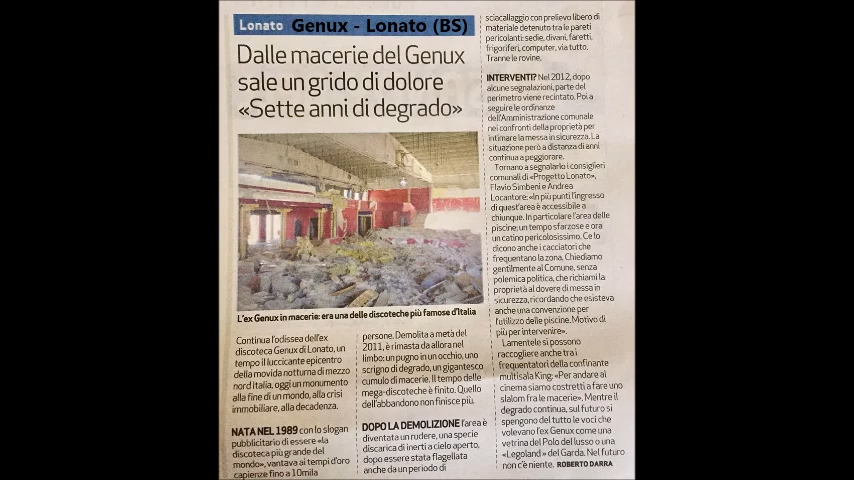 Lonato Genux - Lonato (BS)
Dalle macerie del Genux
sale un grido di dolore
«Sette anni di degrado»
L'ex Genux in macerie: era una delle discoteche più famose d'Italia
Continua l'odissea dell'ex
discoteca Genux di Lonato, un
tempo il luccicante epicentro
della movida notturna di mezzo
nord italia, oggi un monumento
alla fine di un mondo, alla crisi
immobiliare, alla decadenza.
NATA NEL 1989 con lo slogan
pubblicitario di essere «la
discoteca più grande del
mondo», vantava ai tempi d'oro
capienze fino a 10mila
persone. Demolita a metà del
2011, è rimasta da allora nel
limbo: un pugno in un occhio, uno
scrigno di degrado, un gigantesco
cumulo di macerie. Il tempo delle
mega-discoteche è finito. Quello
dell'abbandono non finisce più.
DOPO LA DEMOLIZIONE l'area è
diventata un rudere, una specie
discarica di inerti a cielo aperto,
dopo essere stata flagellata
anche da un periodo di
sciacallaggio con prelievo libero di
materiale detenuto tra le pareti
pericolanti: sedie, divani, faretti,
frigoriferi, computer, via tutto.
Tranne le rovine.
INTERVENTI? Nel 2012, dopo
alcune segnalazioni, parte del
perimetro viene recintato. Poi a
seguire le ordinanze
dell'Amministrazione comunale
nei confronti della proprietà per
intimare la messa in sicurezza. La
situazione però a distanza di anni
continua a peggiorare.
Tornano a segnalarlo i consiglieri
comunali di «Progetto Lonato»,
Flavio Simbeni e Andrea
Locantore: «In più punti l'ingresso
di quest'area è accessibile a
chiunque. In particolare l'area delle
piscine: un tempo sfarzose e ora
un catino pericolosissimo. Ce lo
dicono anche i cacciatori che
frequentano la zona. Chiediamo
gentilmente al Comune, senza
polemica politica, che richiami la
proprietà al dovere di messa in
sicurezza, ricordando che esisteva
anche una convenzione per
l'utilizzo delle piscine. Motivo di
più per intervenire».
Lamentele si possono
raccogliere anche tra i
frequentatori della confinante
multisala King: «Per andare al
cinema siamo costretti a fare uno
slalom fra le macerie». Mentre il
degrado continua, sul futuro si
spengono del tutto le voci che
volevano l'ex Genux come una
vetrina del Polo del lusso o una
«Legoland» del Garda. Nel futuro
non c'è niente. ROBERTO DARRA